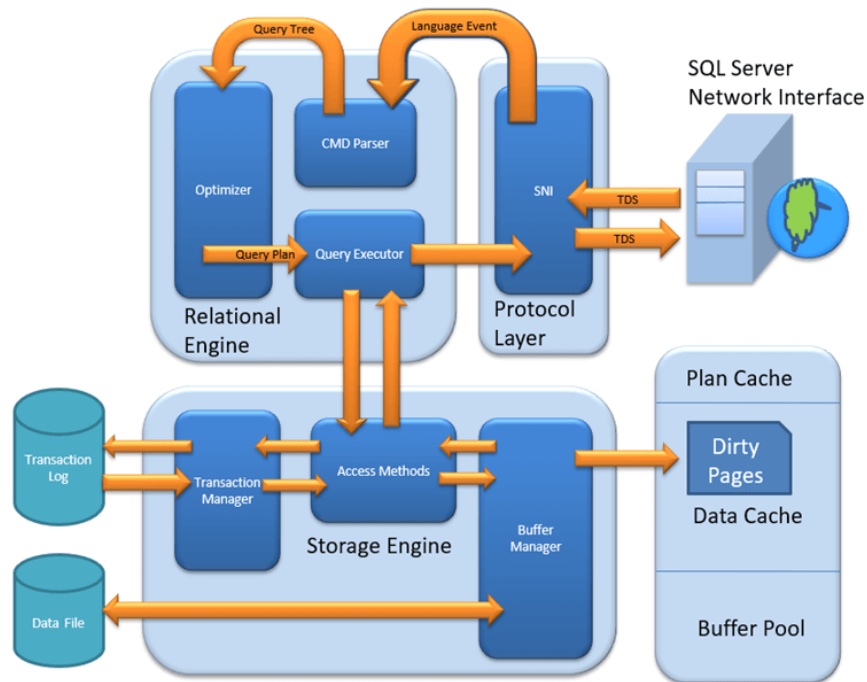 Query Tree
Language Event
SQL Server
Network Interface
CMD Parser
Optimizer
SNI
TDS
TDS
Query Plan
Query Executor
Relational
Engine
Protocol
Layer
Plan Cache
Dirty
Pages
Data Cache
Buffer Pool
Transaction
Log
Transaction
Manager
Access Methods
Buffer
Manager
Storage Engine
Data File